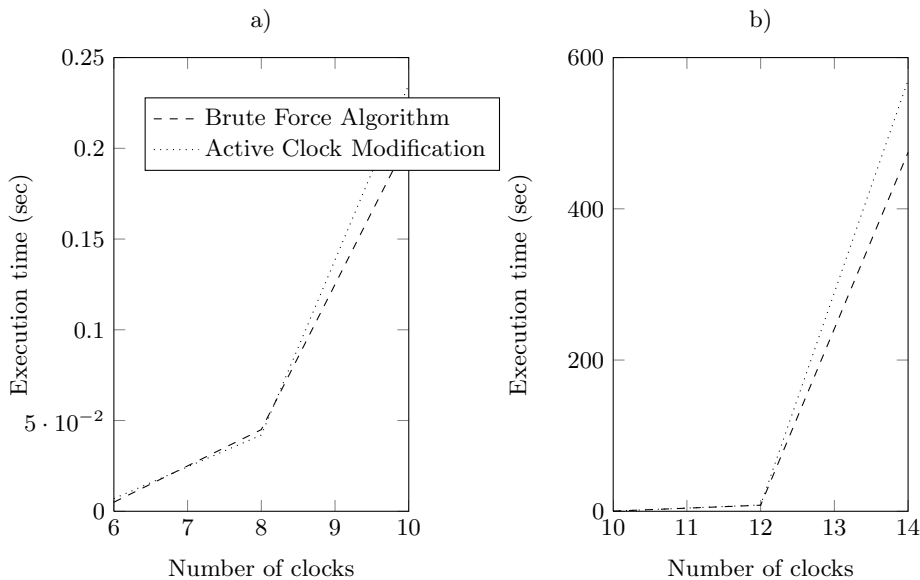 a)
0.25
0.2
0.15
0.1
5 · 10⁻²
0
6 7 8 9 10
Execution time (sec)
Number of clocks
Brute Force Algorithm
Active Clock Modification
b)
600
400
200
0
10 11 12 13 14
Execution time (sec)
Number of clocks